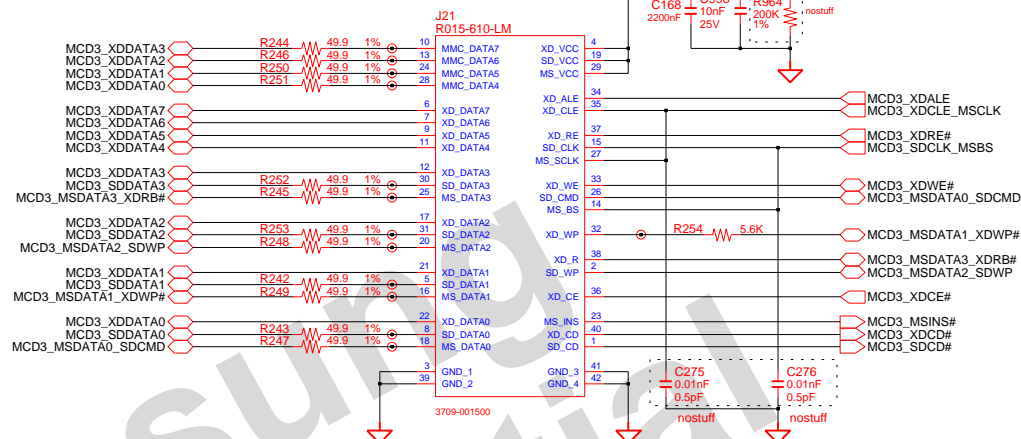 J21
R015-610-LM
C168
2200nF
10nF
25V
R964
200K
1%
nostuff
MCD3_XDDATA3 R244 49.9 1% 10 MMC_DATA7 XD_VCC 4
MCD3_XDDATA2 R246 49.9 1% 13 MMC_DATA6 SD_VCC 19
MCD3_XDDATA1 R250 49.9 1% 24 MMC_DATA5 MS_VCC 29
MCD3_XDDATA0 R251 49.9 1% 28 MMC_DATA4
XD_ALE 34 MCD3_XDALE
MCD3_XDDATA7 6 XD_DATA7 XD_CLE 35 MCD3_XDCLE_MSCLK
MCD3_XDDATA6 7 XD_DATA6
MCD3_XDDATA5 9 XD_DATA5 XD_RE 37 MCD3_XDRE#
MCD3_XDDATA4 11 XD_DATA4 SD_CLK 15 MCD3_SDCLK_MSBS
MS_SCLK 27
MCD3_XDDATA3 12 XD_DATA3
MCD3_SDDATA3 R252 49.9 1% 30 SD_DATA3 XD_WE 33 MCD3_XDWE#
MCD3_MSDATA3_XDRB# R245 49.9 1% 25 MS_DATA3 SD_CMD 26 MCD3_MSDATA0_SDCMD
MS_BS 14
MCD3_XDDATA2 17 XD_DATA2
MCD3_SDDATA2 R253 49.9 1% 31 SD_DATA2 XD_WP 32 R254 5.6K MCD3_MSDATA1_XDWP#
MCD3_MSDATA2_SDWP R248 49.9 1% 20 MS_DATA2
XD_R 38 MCD3_MSDATA3_XDRB#
MCD3_XDDATA1 21 XD_DATA1 SD_WP 2 MCD3_MSDATA2_SDWP
MCD3_SDDATA1 R242 49.9 1% 5 SD_DATA1
MCD3_MSDATA1_XDWP# R249 49.9 1% 16 MS_DATA1 XD_CE 36 MCD3_XDCE#
MCD3_XDDATA0 22 XD_DATA0 MS_INS 23 MCD3_MSINS#
MCD3_SDDATA0 R243 49.9 1% 8 SD_DATA0 XD_CD 40 MCD3_XDCD#
MCD3_MSDATA0_SDCMD R247 49.9 1% 18 MS_DATA0 SD_CD 1 MCD3_SDCD#
3 GND_1 GND_3 41
39 GND_2 GND_4 42
C275
0.01nF
0.5pF
nostuff
C276
0.01nF
0.5pF
nostuff
3709-001500